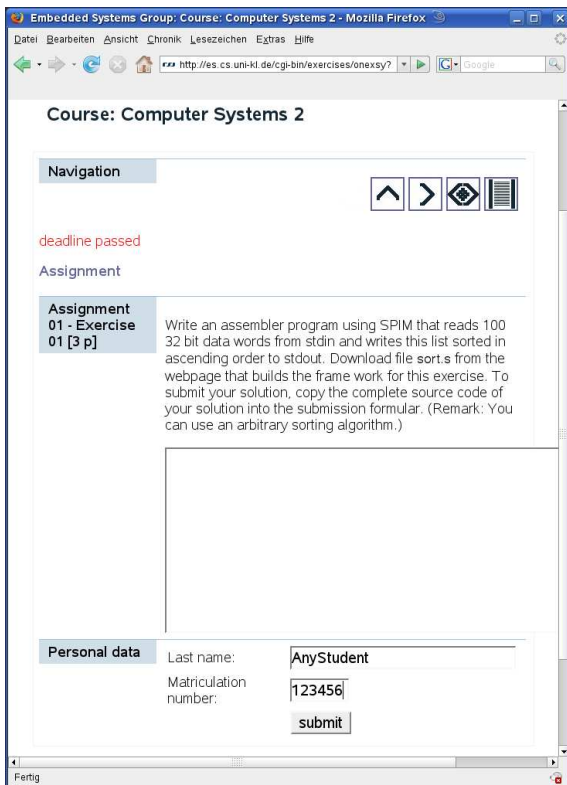 Embedded Systems Group: Course: Computer Systems 2 - Mozilla Firefox
Datei Bearbeiten Ansicht Chronik Lesezeichen Extras Hilfe
http://es.cs.uni-kl.de/cgi-bin/exercises/onexsy? G Google
Course: Computer Systems 2
Navigation
deadline passed
Assignment
Assignment
01 - Exercise
01 [3 p]
Write an assembler program using SPIM that reads 100
32 bit data words from stdin and writes this list sorted in
ascending order to stdout. Download file sort.s from the
webpage that builds the frame work for this exercise. To
submit your solution, copy the complete source code of
your solution into the submission formular. (Remark: You
can use an arbitrary sorting algorithm.)
Personal data
Last name: AnyStudent
Matriculation
number: 123456
submit
Fertig